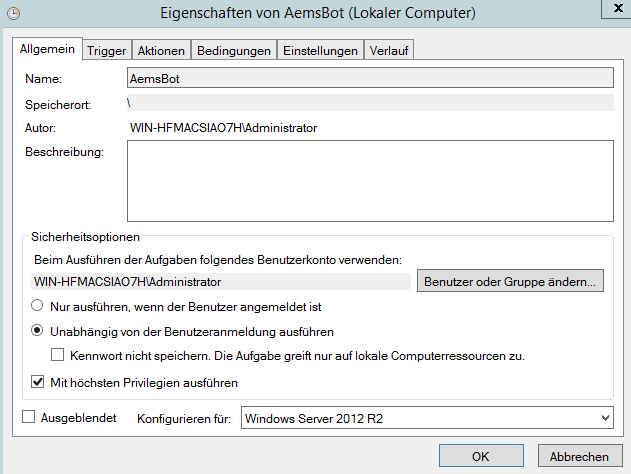 Eigenschaften von AemsBot (Lokaler Computer)
Allgemein Trigger Aktionen Bedingungen Einstellungen Verlauf
Name: AemsBot
Speicherort: \
Autor: WIN-HFMACSIAO7H\Administrator
Beschreibung:
Sicherheitsoptionen
Beim Ausführen der Aufgaben folgendes Benutzerkonto verwenden:
WIN-HFMACSIAO7H\Administrator Benutzer oder Gruppe ändern...
Nur ausführen, wenn der Benutzer angemeldet ist
Unabhängig von der Benutzeranmeldung ausführen
Kennwort nicht speichern. Die Aufgabe greift nur auf lokale Computerressourcen zu.
Mit höchsten Privilegien ausführen
Ausgeblendet Konfigurieren für: Windows Server 2012 R2
OK Abbrechen